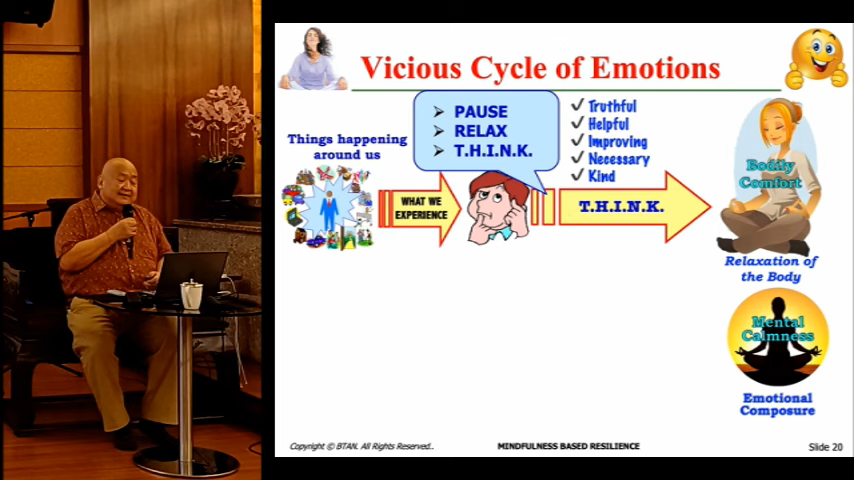 Vicious Cycle of Emotions
Things happening
around us
PAUSE
RELAX
T.H.I.N.K.
Truthful
Helpful
Improving
Necessary
Kind
WHAT WE
EXPERIENCE
T.H.I.N.K.
Bodily
Comfort
Relaxation of
the Body
Mental
Calmness
Emotional
Composure
Copyright © BTAN. All Rights Reserved..
MINDFULNESS BASED RESILIENCE
Slide 20